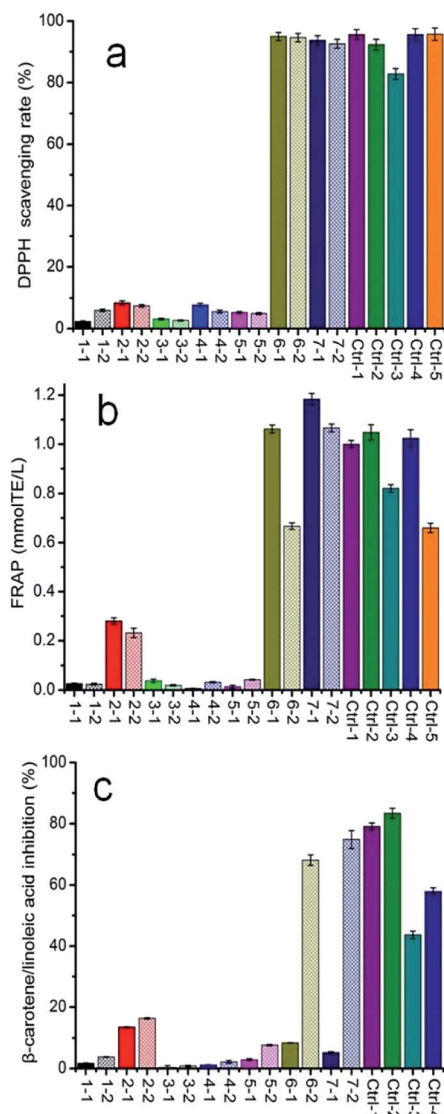 a
DPPH scavenging rate (%)
100
80
60
40
20
0
1-1 1-2 2-1 2-2 3-1 3-2 4-1 4-2 5-1 5-2 6-1 6-2 7-1 7-2 Ctrl-1 Ctrl-2 Ctrl-3 Ctrl-4 Ctrl-5
b
FRAP (mmolTE/L)
1.2
1.0
0.8
0.6
0.4
0.2
0.0
1-1 1-2 2-1 2-2 3-1 3-2 4-1 4-2 5-1 5-2 6-1 6-2 7-1 7-2 Ctrl-1 Ctrl-2 Ctrl-3 Ctrl-4 Ctrl-5
c
β-carotene/linoleic acid inhibition (%)
100
80
60
40
20
0
1-1 1-2 2-1 2-2 3-1 3-2 4-1 4-2 5-1 5-2 6-1 6-2 7-1 7-2 Ctrl- Ctrl-2 Ctrl-3 Ctrl-